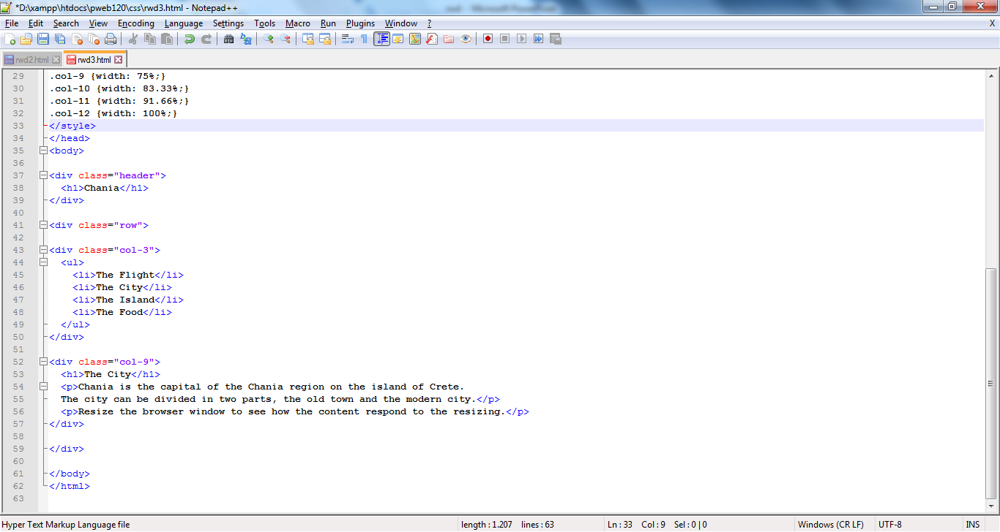 *D:\xampp\htdocs\pweb120\css\rwd3.html - Notepad++
File Edit Search View Encoding Language Settings Tools Macro Run Plugins Window ? X
rwd2.html rwd3.html
29 .col-9 {width: 75%;}
30 .col-10 {width: 83.33%;}
31 .col-11 {width: 91.66%;}
32 .col-12 {width: 100%;}
33 </style>
34 </head>
35 <body>
36
37 <div class="header">
38 <h1>Chania</h1>
39 </div>
40
41 <div class="row">
42
43 <div class="col-3">
44 <ul>
45 <li>The Flight</li>
46 <li>The City</li>
47 <li>The Island</li>
48 <li>The Food</li>
49 </ul>
50 </div>
51
52 <div class="col-9">
53 <h1>The City</h1>
54 <p>Chania is the capital of the Chania region on the island of Crete.
55 The city can be divided in two parts, the old town and the modern city.</p>
56 <p>Resize the browser window to see how the content respond to the resizing.</p>
57 </div>
58
59 </div>
60
61 </body>
62 </html>
63
Hyper Text Markup Language file length : 1.207 lines : 63 Ln : 33 Col : 9 Sel : 0 | 0 Windows (CR LF) UTF-8 INS